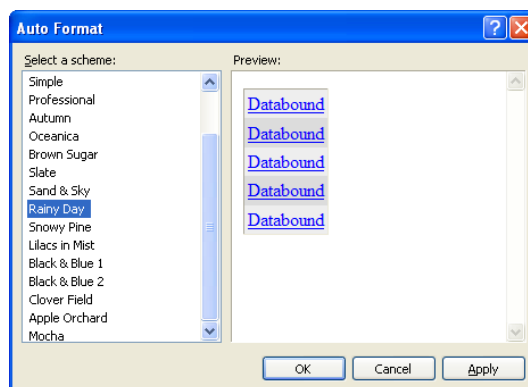 Auto Format
Select a scheme:
Simple
Professional
Autumn
Oceanica
Brown Sugar
Slate
Sand & Sky
Rainy Day
Snowy Pine
Lilacs in Mist
Black & Blue 1
Black & Blue 2
Clover Field
Apple Orchard
Mocha
Preview:
Databound
Databound
Databound
Databound
Databound
OK
Cancel
Apply